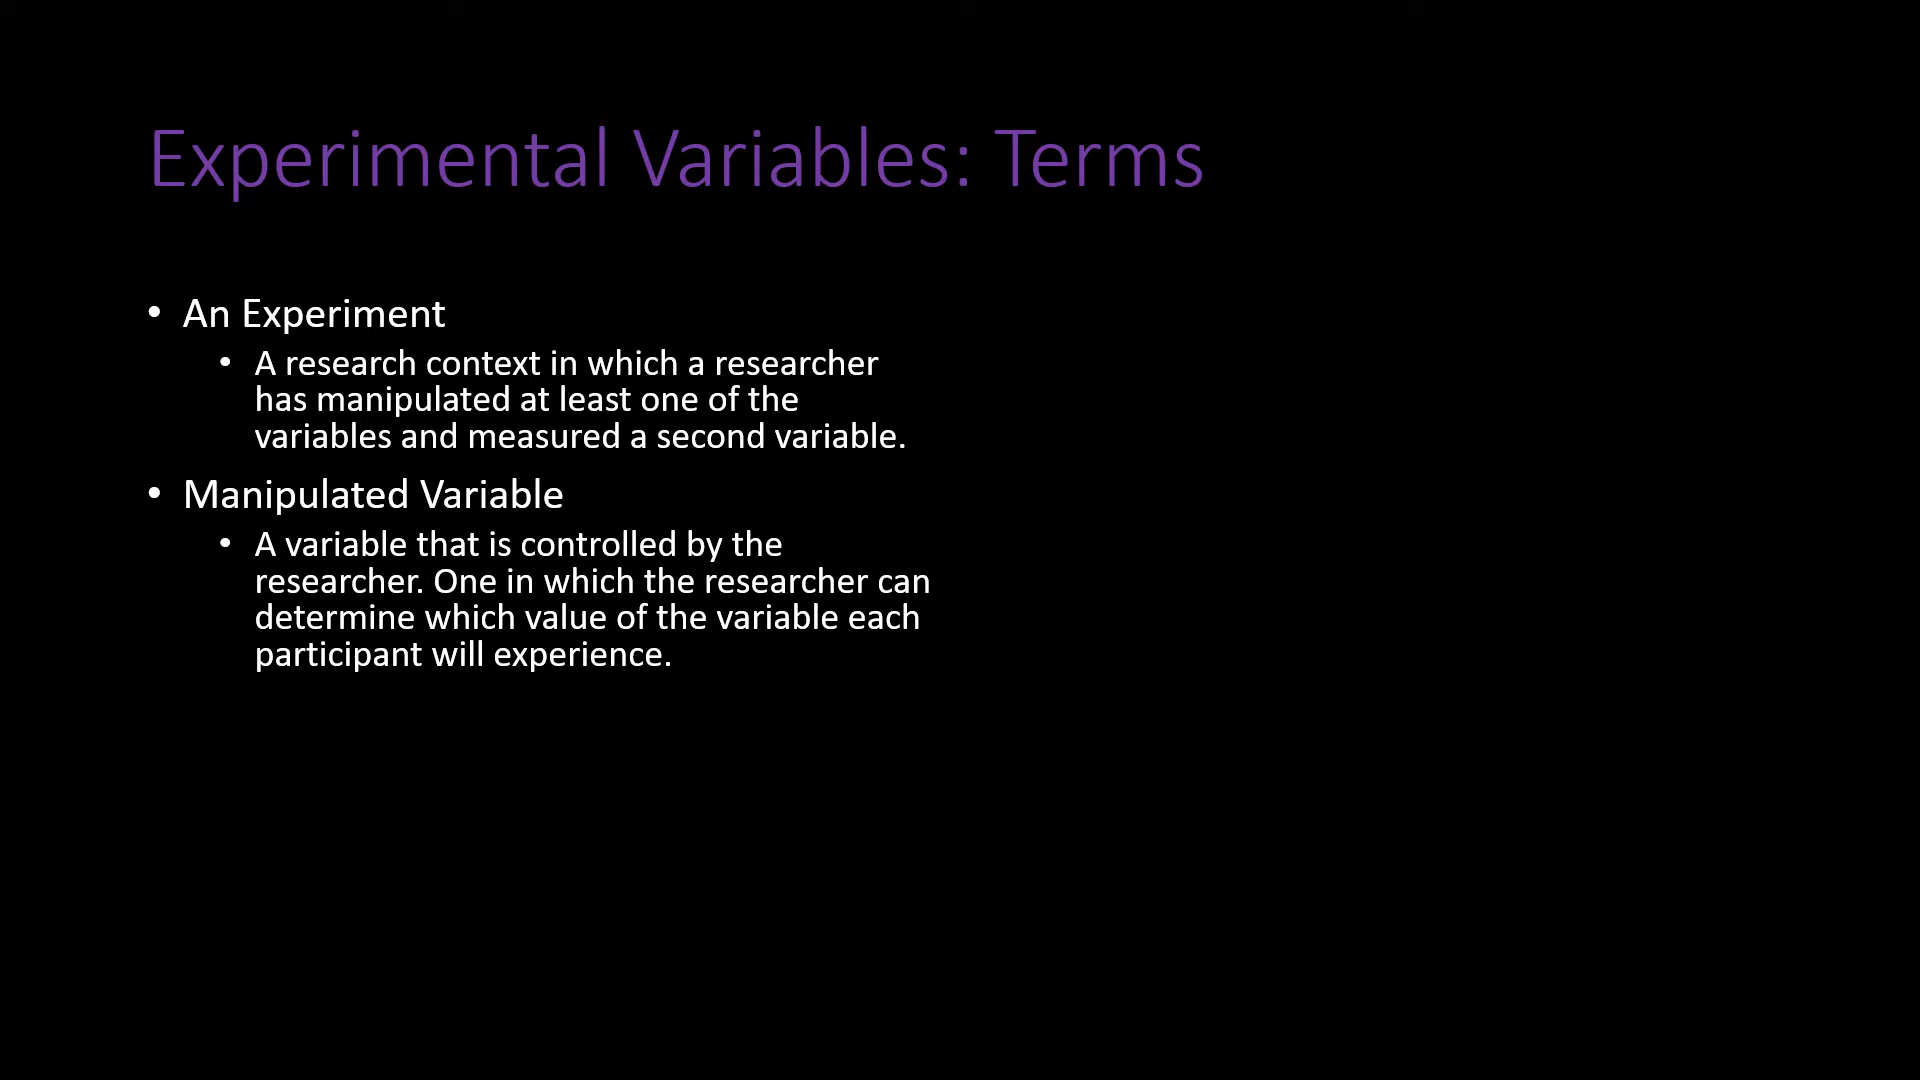 Experimental Variables: Terms
• An Experiment
• A research context in which a researcher
has manipulated at least one of the
variables and measured a second variable.
• Manipulated Variable
• A variable that is controlled by the
researcher. One in which the researcher can
determine which value of the variable each
participant will experience.